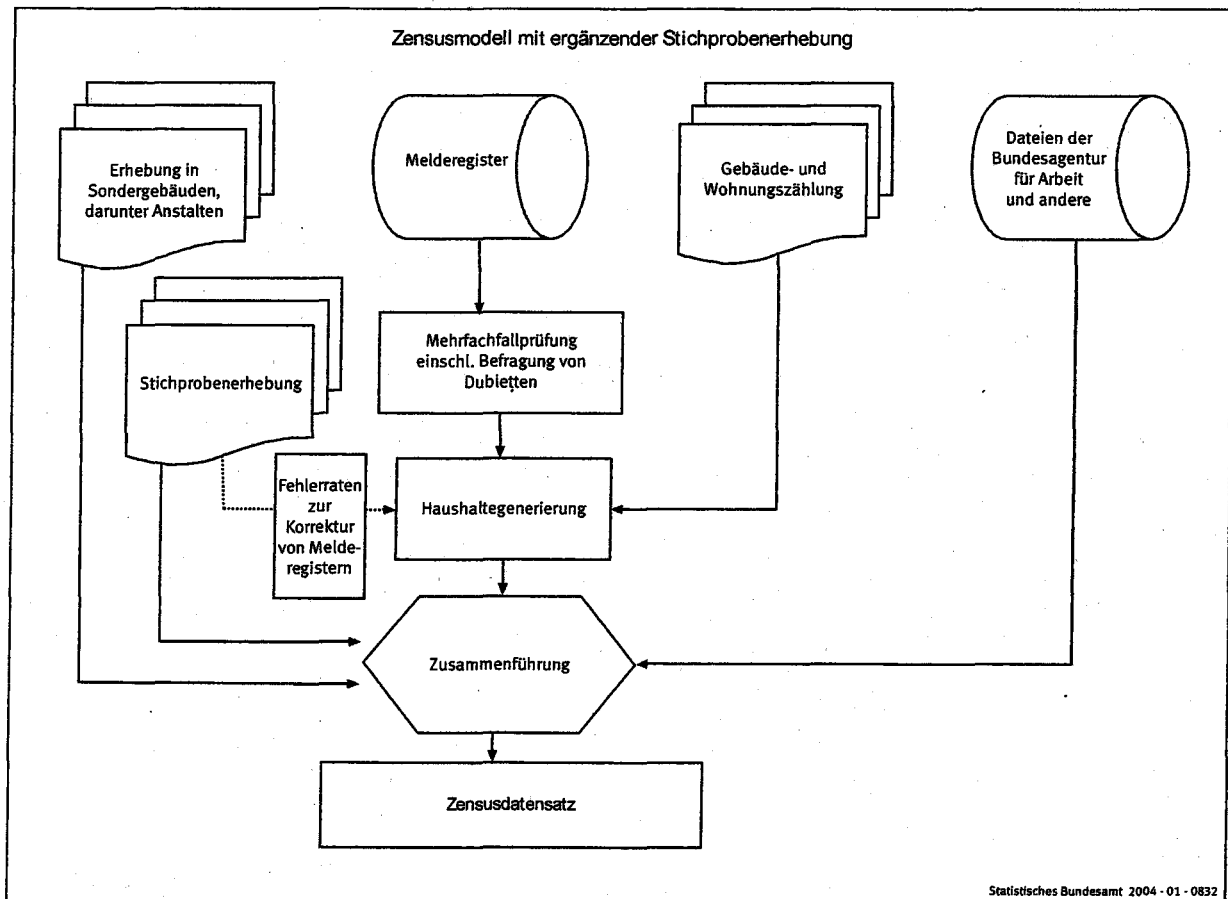 Zensusmodell mit ergänzender Stichprobenerhebung
Erhebung in
Sondergebäuden,
darunter Anstalten
Melderegister
Gebäude- und
Wohnungszählung
Dateien der
Bundesagentur
für Arbeit
und andere
Stichprobenerhebung
Mehrfachfallprüfung
einschl. Befragung von
Dubletten
Fehlerraten
zur
Korrektur
von Melde-
registern
Haushaltegenerierung
Zusammenführung
Zensusdatensatz
Statistisches Bundesamt 2004 - 01 - 0832